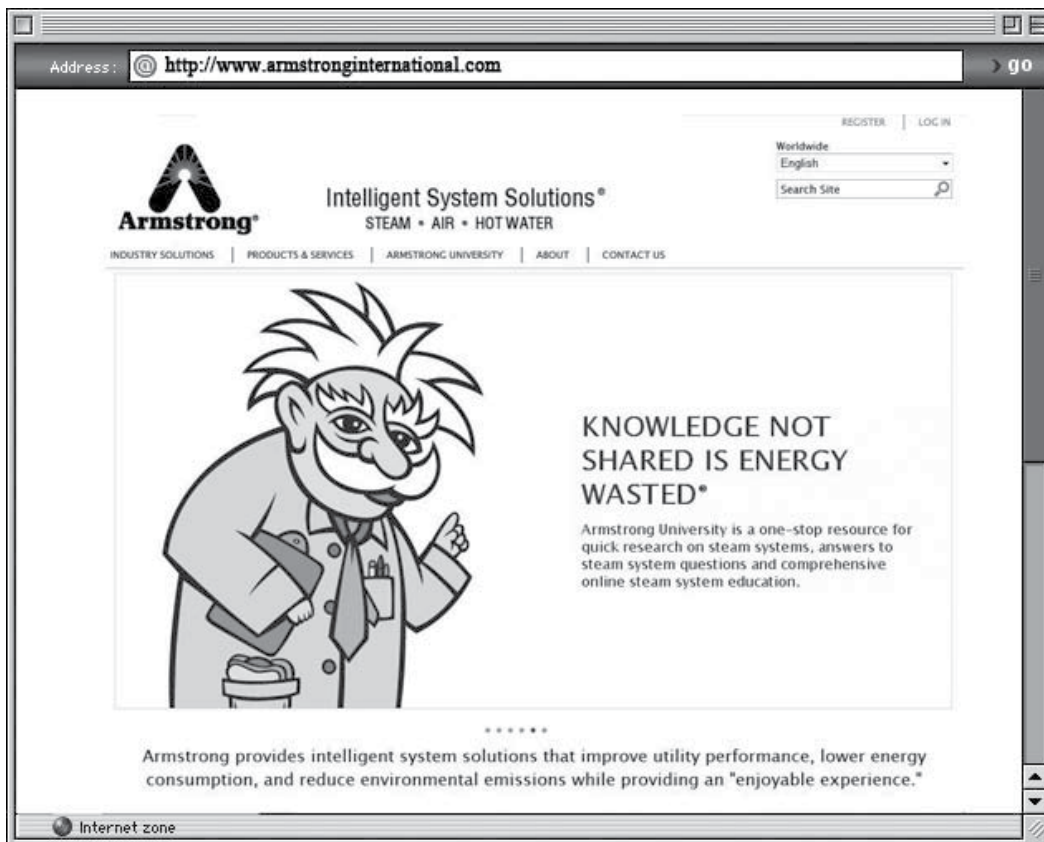 Address: @ http://www.armstronginternational.com › go
REGISTER | LOG IN
Worldwide
English
Search Site
Armstrong®
Intelligent System Solutions®
STEAM • AIR • HOT WATER
INDUSTRY SOLUTIONS | PRODUCTS & SERVICES | ARMSTRONG UNIVERSITY | ABOUT | CONTACT US
KNOWLEDGE NOT
SHARED IS ENERGY
WASTED®
Armstrong University is a one-stop resource for
quick research on steam systems, answers to
steam system questions and comprehensive
online steam system education.
Armstrong provides intelligent system solutions that improve utility performance, lower energy
consumption, and reduce environmental emissions while providing an "enjoyable experience."
Internet zone